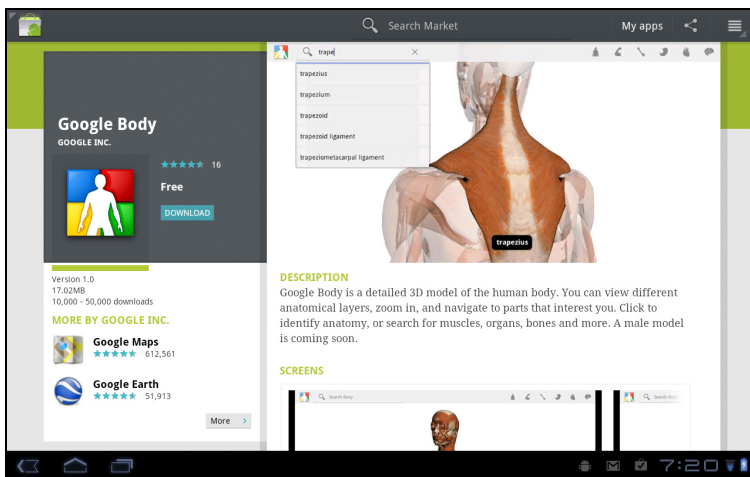 Search Market
My apps
trape
trapezius
trapezium
trapezoid
trapezoid ligament
trapeziometacarpal ligament
trapezius
Google Body
GOOGLE INC.
16
Free
DOWNLOAD
Version 1.0
17.02MB
10,000 - 50,000 downloads
MORE BY GOOGLE INC.
Google Maps
612,561
Google Earth
51,913
More
DESCRIPTION
Google Body is a detailed 3D model of the human body. You can view different
anatomical layers, zoom in, and navigate to parts that interest you. Click to
identify anatomy, or search for muscles, organs, bones and more. A male model
is coming soon.
SCREENS
Search Body
Search Body
7:20